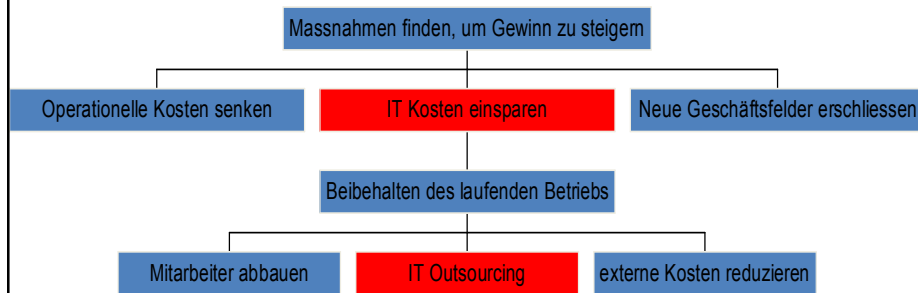 Massnahmen finden, um Gewinn zu steigern
Operationelle Kosten senken
IT Kosten einsparen
Neue Geschäftsfelder erschliessen
Beibehalten des laufenden Betriebs
Mitarbeiter abbauen
IT Outsourcing
externe Kosten reduzieren